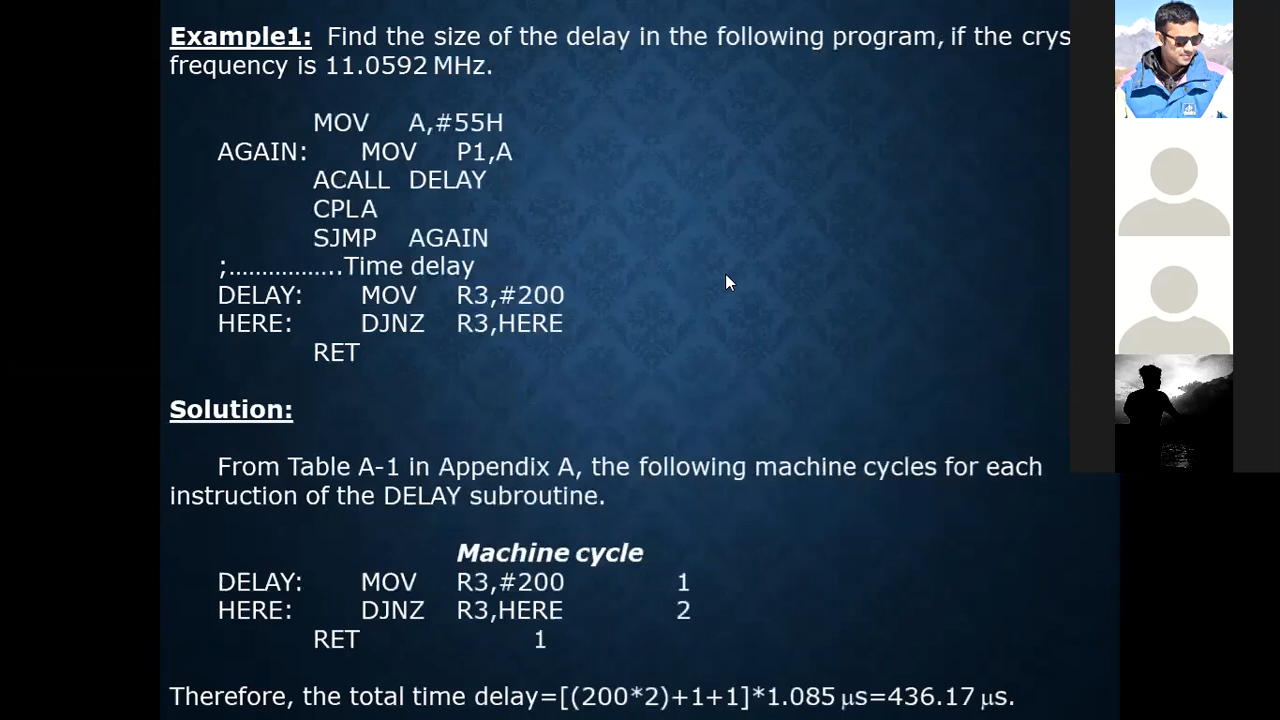 Example1: Find the size of the delay in the following program, if the crys
frequency is 11.0592 MHz.
MOV A,#55H
AGAIN: MOV P1,A
ACALL DELAY
CPLA
SJMP AGAIN
;.................Time delay
DELAY: MOV R3,#200
HERE: DJNZ R3,HERE
RET
Solution:
From Table A-1 in Appendix A, the following machine cycles for each
instruction of the DELAY subroutine.
Machine cycle
DELAY: MOV R3,#200 1
HERE: DJNZ R3,HERE 2
RET 1
Therefore, the total time delay=[(200*2)+1+1]*1.085 µs=436.17 µs.